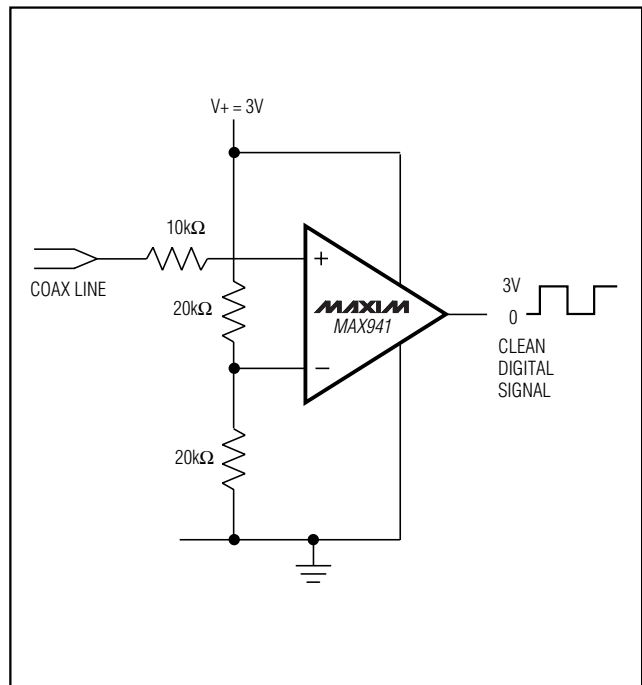 V+ = 3V
10kΩ
COAX LINE
20kΩ
+
MAXIM
MAX941
−
20kΩ
3V
0
CLEAN
DIGITAL
SIGNAL